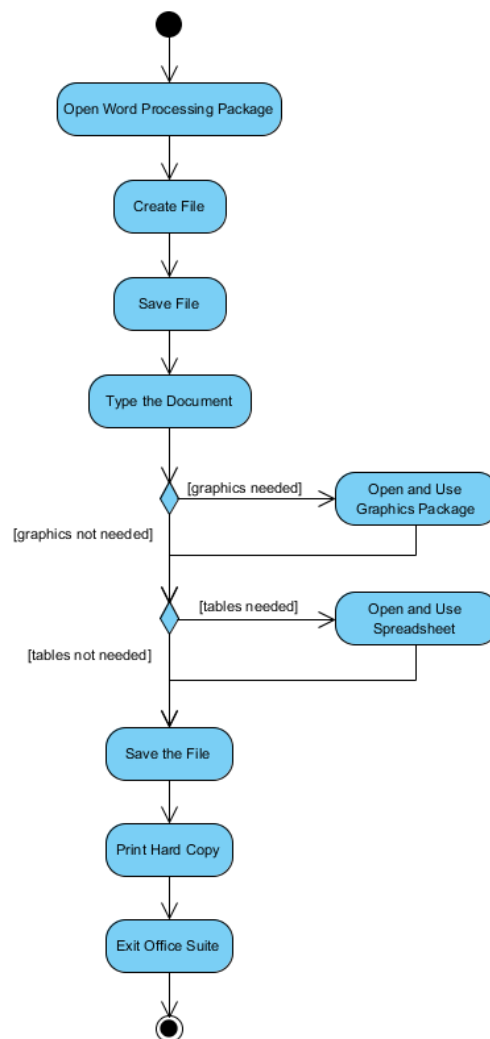 Open Word Processing Package
Create File
Save File
Type the Document
[graphics needed]
Open and Use
Graphics Package
[graphics not needed]
[tables needed]
Open and Use
Spreadsheet
[tables not needed]
Save the File
Print Hard Copy
Exit Office Suite